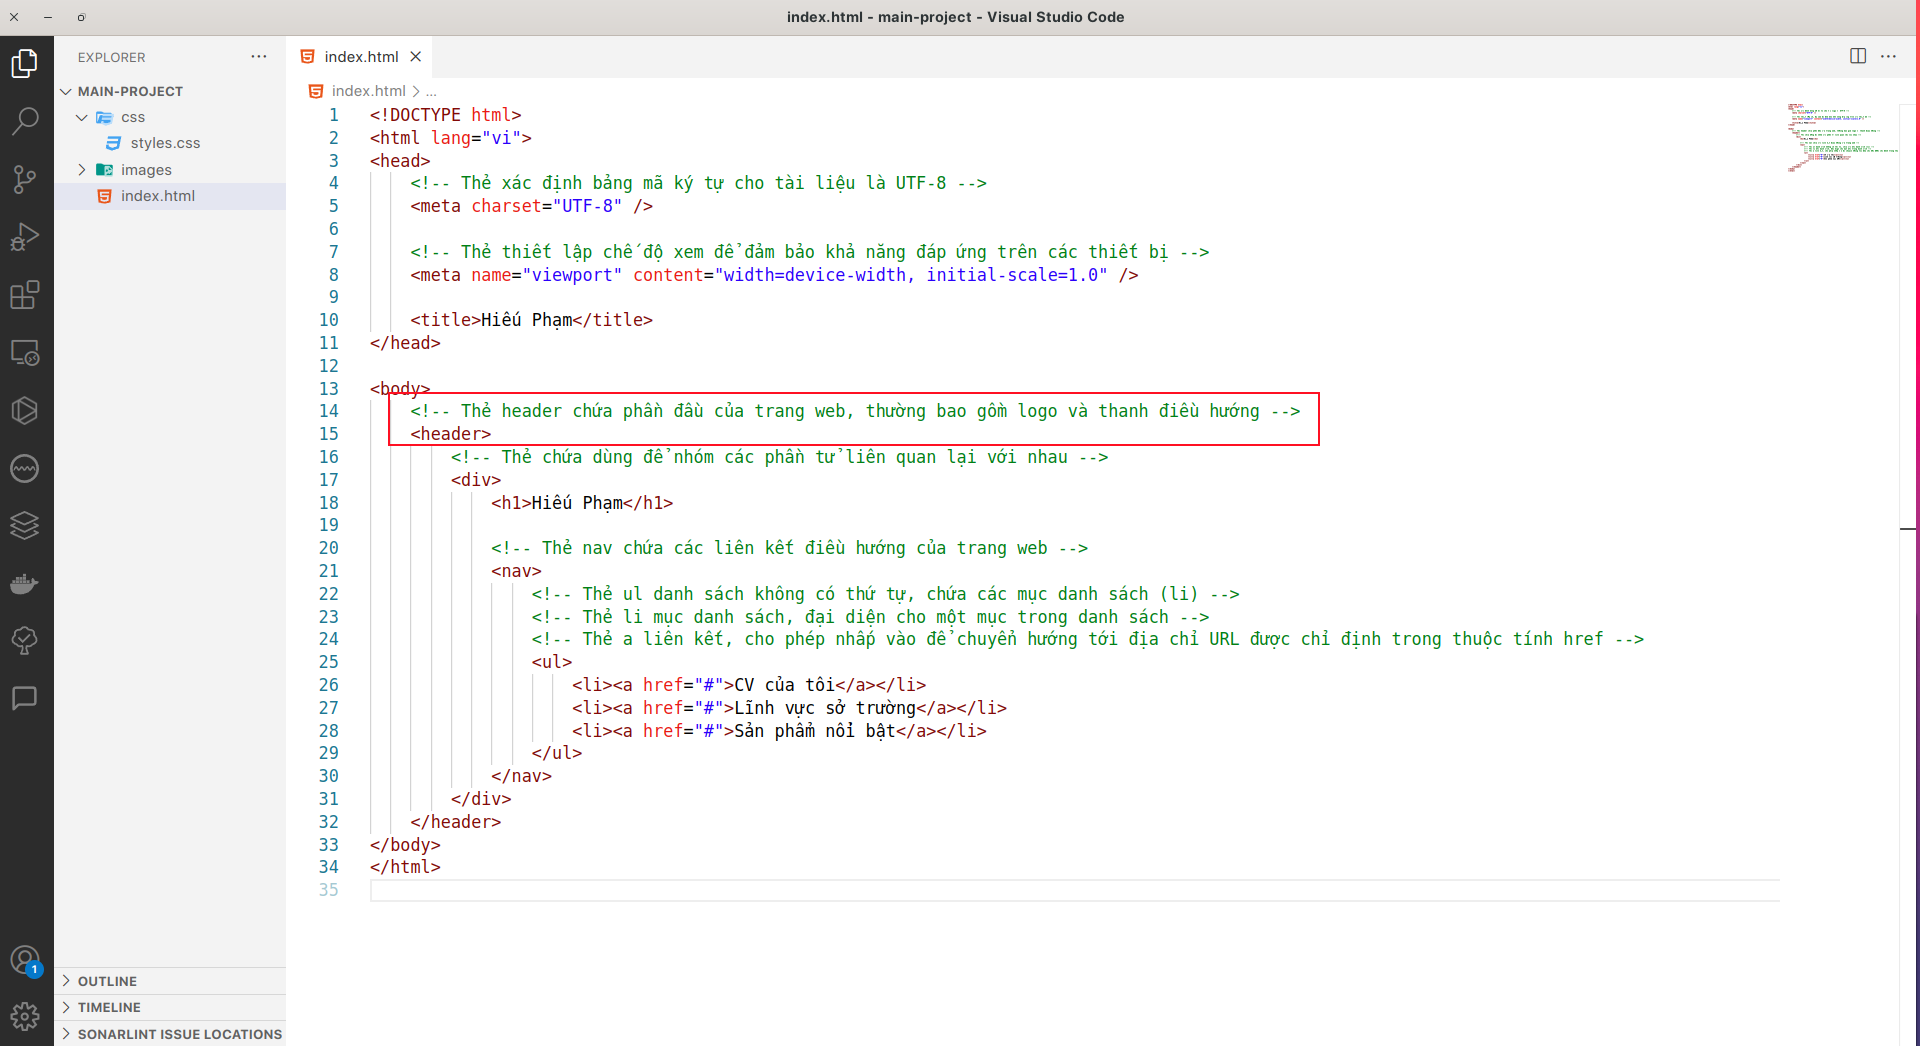 index.html - main-project - Visual Studio Code
EXPLORER
MAIN-PROJECT
css
styles.css
images
index.html
OUTLINE
TIMELINE
SONARLINT ISSUE LOCATIONS
1
index.html
index.html > ...
1 <!DOCTYPE html>
2 <html lang="vi">
3 <head>
4 <!-- Thẻ xác định bảng mã ký tự cho tài liệu là UTF-8 -->
5 <meta charset="UTF-8" />
6
7 <!-- Thẻ thiết lập chế độ xem để đảm bảo khả năng đáp ứng trên các thiết bị -->
8 <meta name="viewport" content="width=device-width, initial-scale=1.0" />
9
10 <title>Hiếu Phạm</title>
11 </head>
12
13 <body>
14 <!-- Thẻ header chứa phần đầu của trang web, thường bao gồm logo và thanh điều hướng -->
15 <header>
16 <!-- Thẻ chứa dùng để nhóm các phần tử liên quan lại với nhau -->
17 <div>
18 <h1>Hiếu Phạm</h1>
19
20 <!-- Thẻ nav chứa các liên kết điều hướng của trang web -->
21 <nav>
22 <!-- Thẻ ul danh sách không có thứ tự, chứa các mục danh sách (li) -->
23 <!-- Thẻ li mục danh sách, đại diện cho một mục trong danh sách -->
24 <!-- Thẻ a liên kết, cho phép nhấp vào để chuyển hướng tới địa chỉ URL được chỉ định trong thuộc tính href -->
25 <ul>
26 <li><a href="#">CV của tôi</a></li>
27 <li><a href="#">Lĩnh vực sở trường</a></li>
28 <li><a href="#">Sản phẩm nổi bật</a></li>
29 </ul>
30 </nav>
31 </div>
32 </header>
33 </body>
34 </html>
35